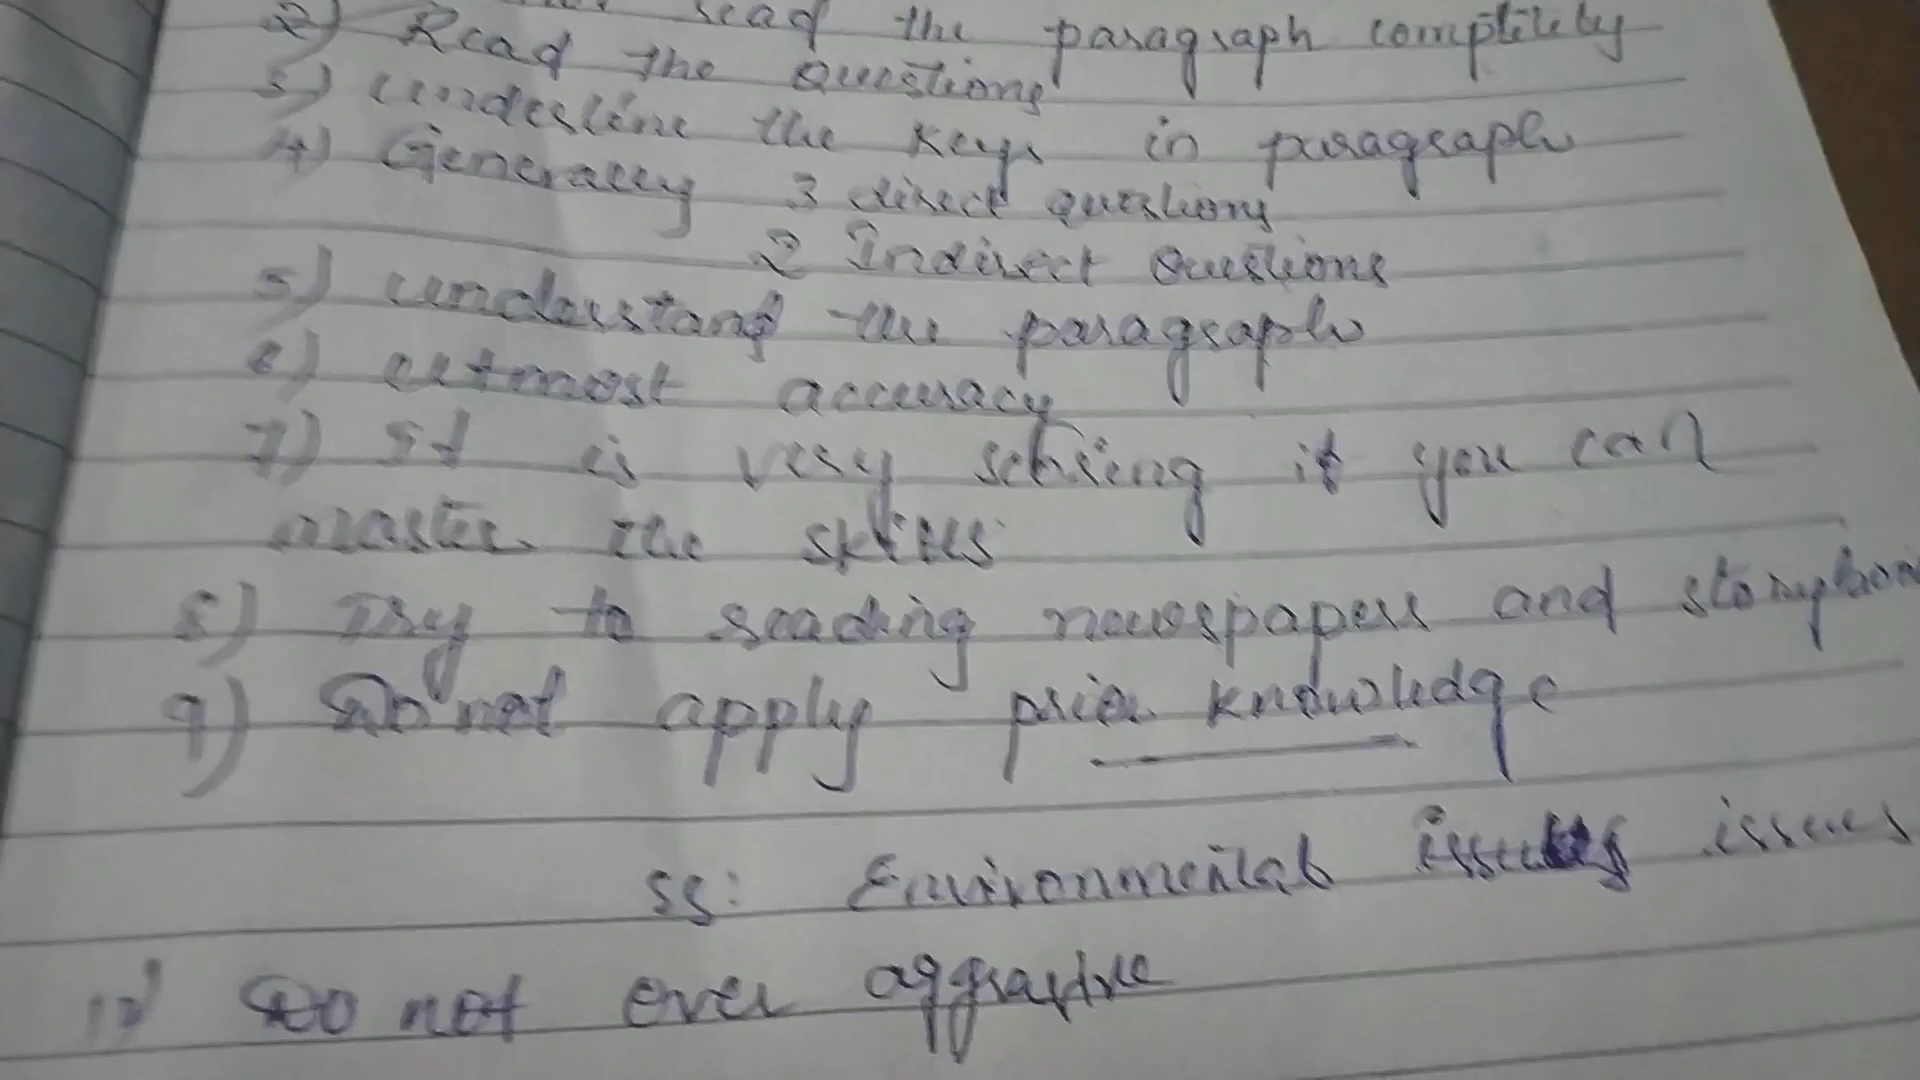 read the paragraph completely
2) Read the Questions
3) underline the keys in paragraph
4) Generally 3 direct questions
2 Indirect Questions
5) understand the paragraph
6) utmost accuracy
7) It is very scoring if you can
master the skills
8) Try to reading newspapers and storyboo
9) Do not apply prior knowledge
SS: Environmental issues
10) Do not over